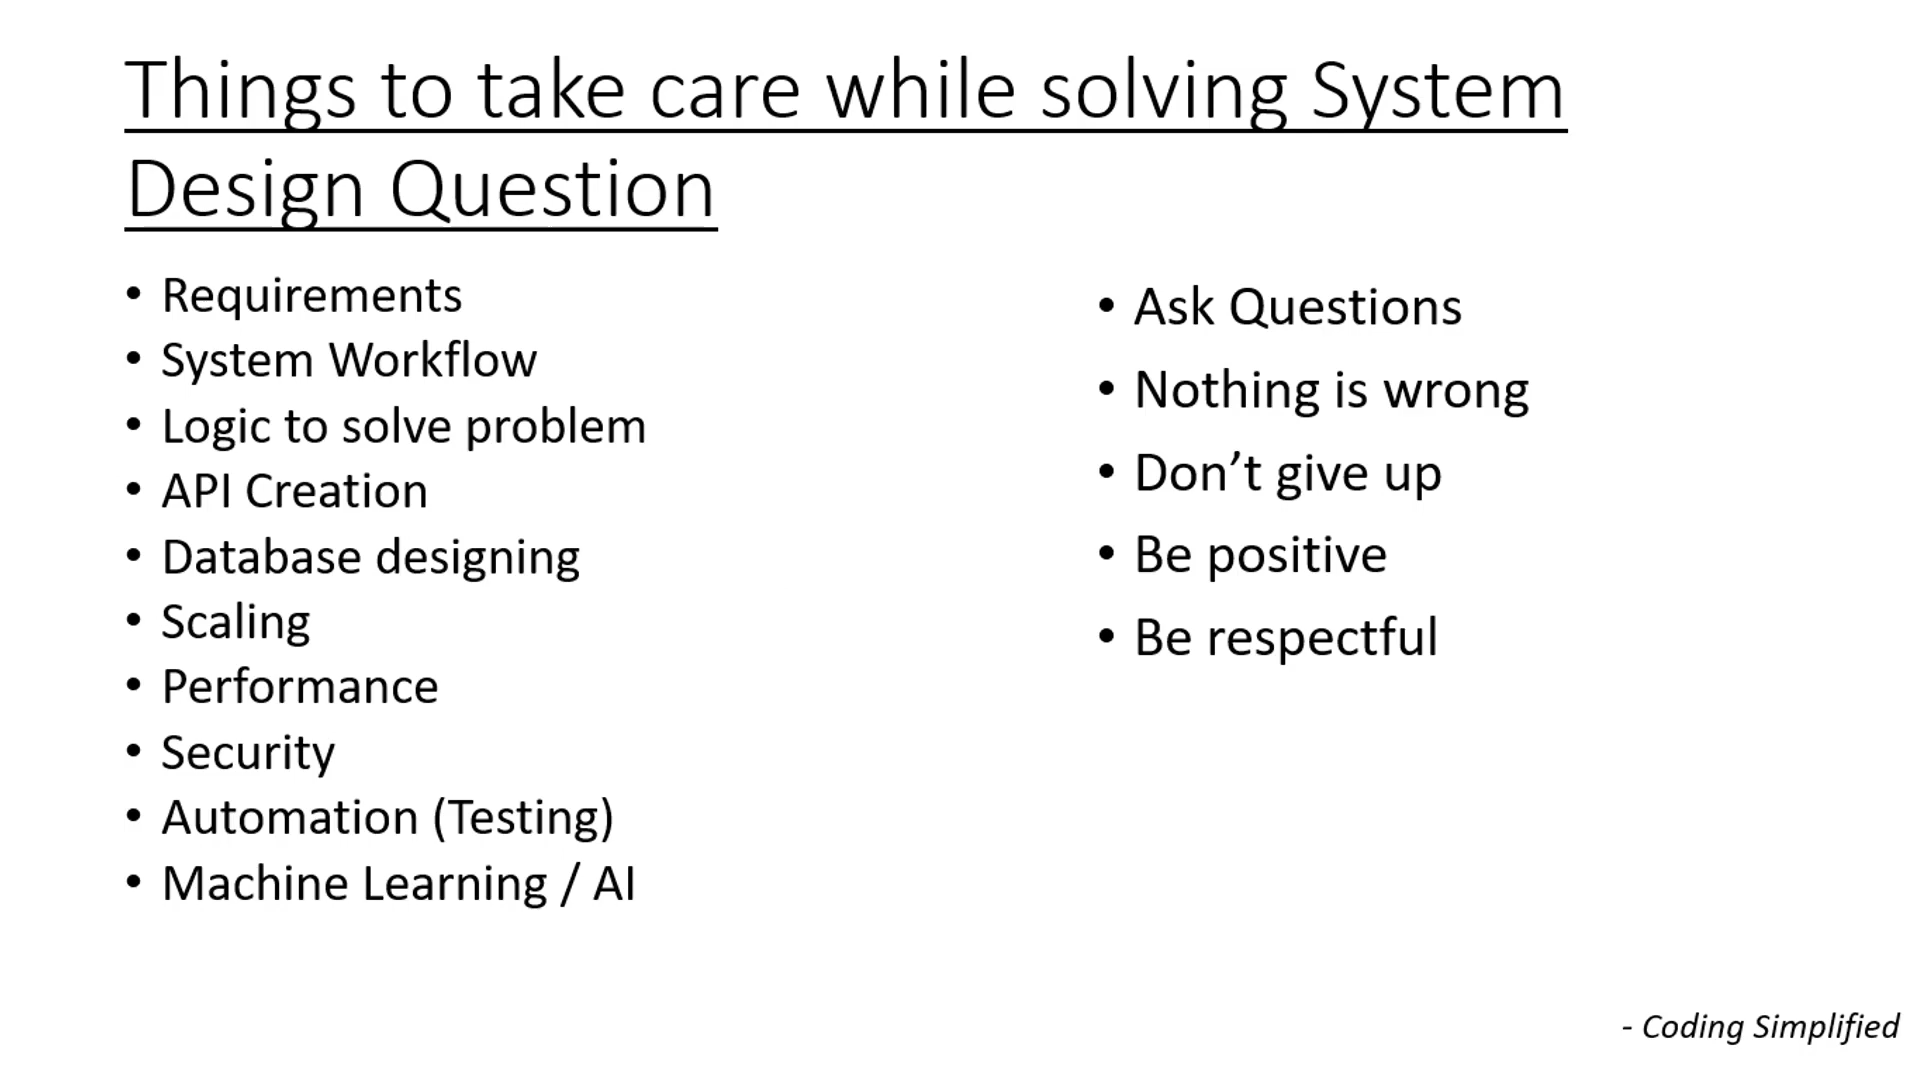 Things to take care while solving System
Design Question
• Requirements
• System Workflow
• Logic to solve problem
• API Creation
• Database designing
• Scaling
• Performance
• Security
• Automation (Testing)
• Machine Learning / AI
• Ask Questions
• Nothing is wrong
• Don’t give up
• Be positive
• Be respectful
- Coding Simplified